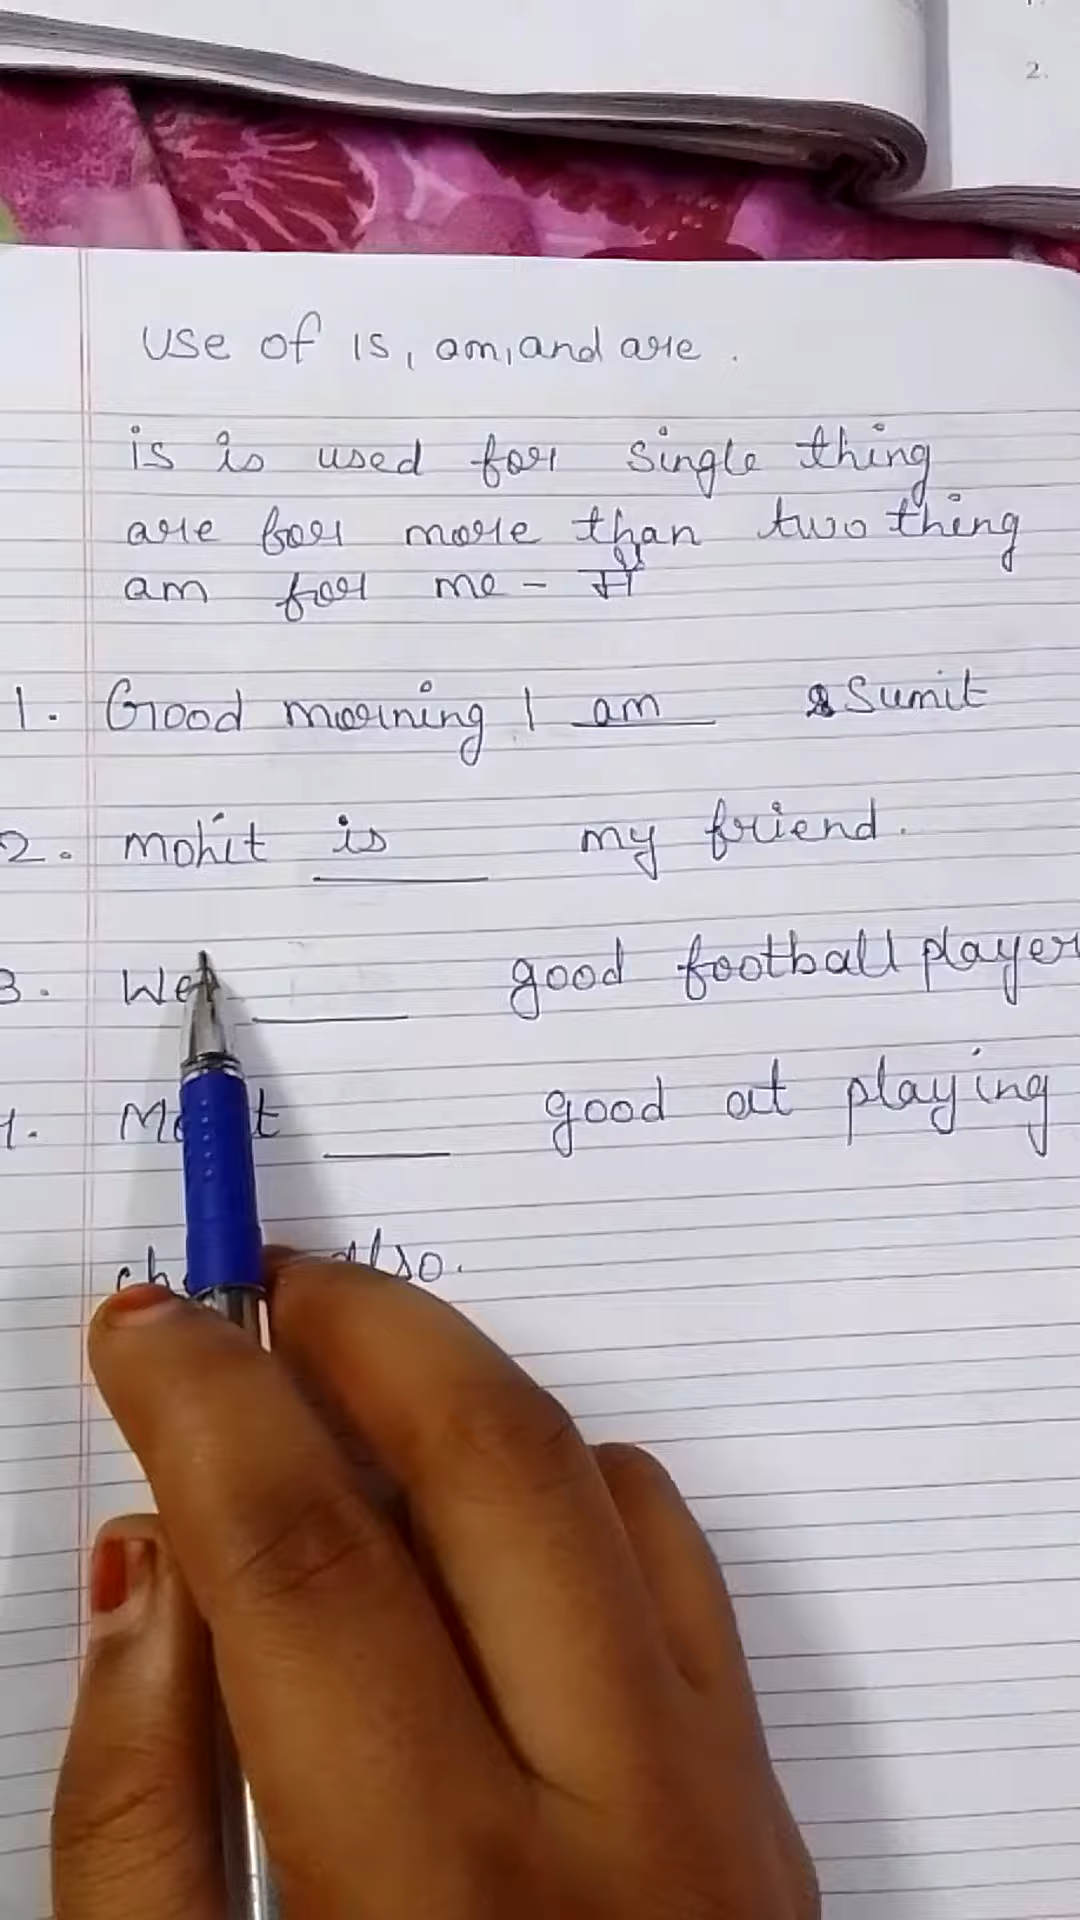 2.
use of is, am, and are.
is is used for single thing
are for more than two thing
am for me - मैं
1. Good morning I am Sumit
2. Mohit is my friend.
3. We ____ good football player
4. ____ good at playing
also.